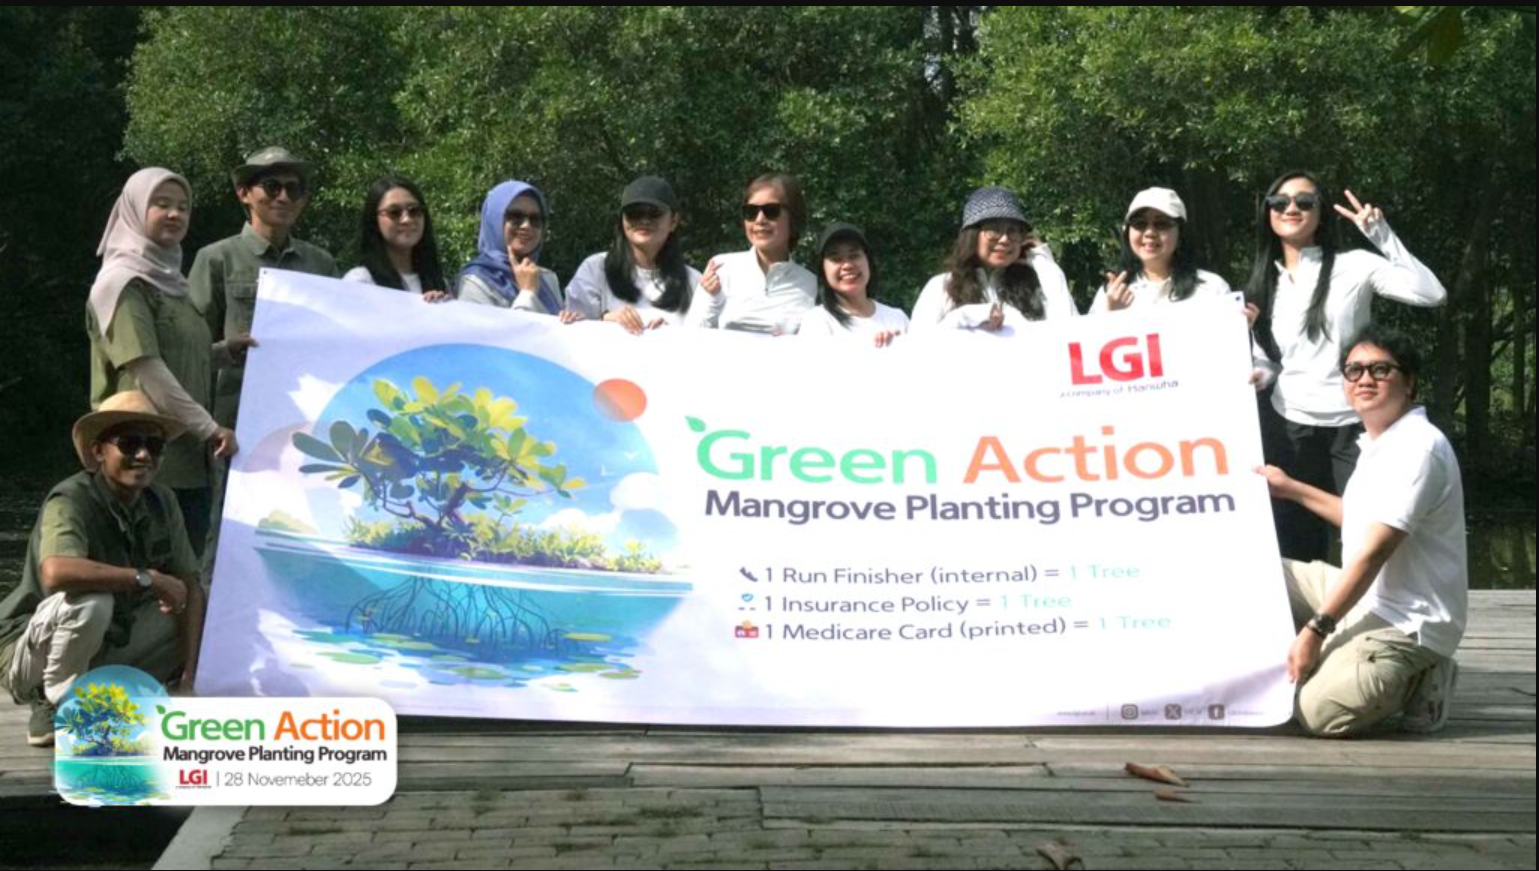 LGI
a company of Hanwha
Green Action
Mangrove Planting Program
1 Run Finisher (internal) = 1 Tree
1 Insurance Policy = 1 Tree
1 Medicare Card (printed) = 1 Tree
Green Action
Mangrove Planting Program
LGI | 28 Novemeber 2025